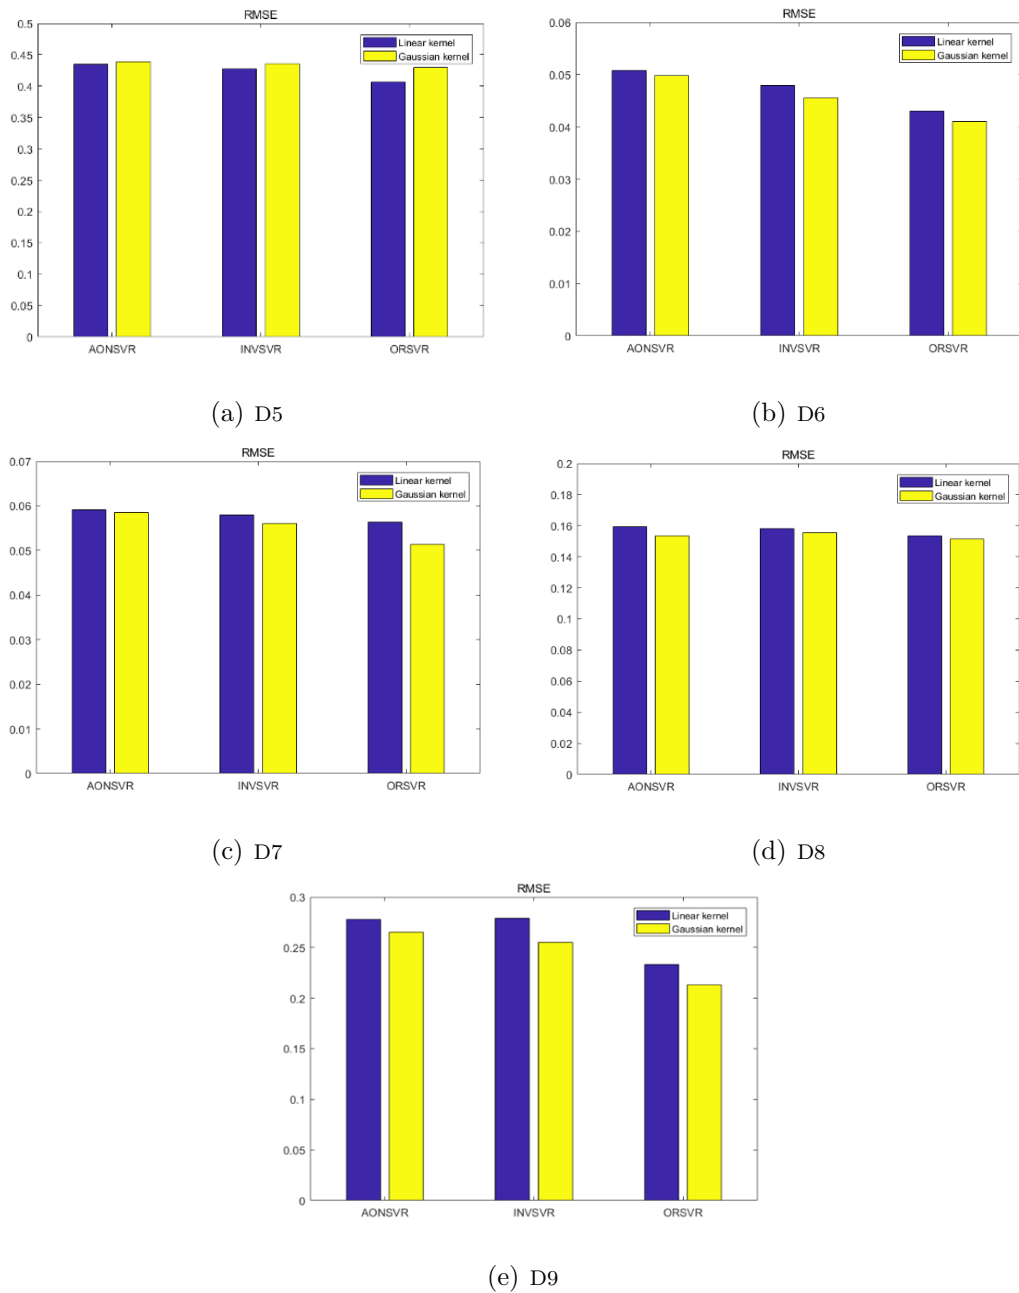 RMSE
0.5
0.45
0.4
0.35
0.3
0.25
0.2
0.15
0.1
0.05
0
Linear kernel
Gaussian kernel
AONSVR INVSVR ORSVR
(a) D5
RMSE
0.06
0.05
0.04
0.03
0.02
0.01
0
Linear kernel
Gaussian kernel
AONSVR INVSVR ORSVR
(b) D6
RMSE
0.07
0.06
0.05
0.04
0.03
0.02
0.01
0
Linear kernel
Gaussian kernel
AONSVR INVSVR ORSVR
(c) D7
RMSE
0.2
0.18
0.16
0.14
0.12
0.1
0.08
0.06
0.04
0.02
0
Linear kernel
Gaussian kernel
AONSVR INVSVR ORSVR
(d) D8
RMSE
0.3
0.25
0.2
0.15
0.1
0.05
0
Linear kernel
Gaussian kernel
AONSVR INVSVR ORSVR
(e) D9